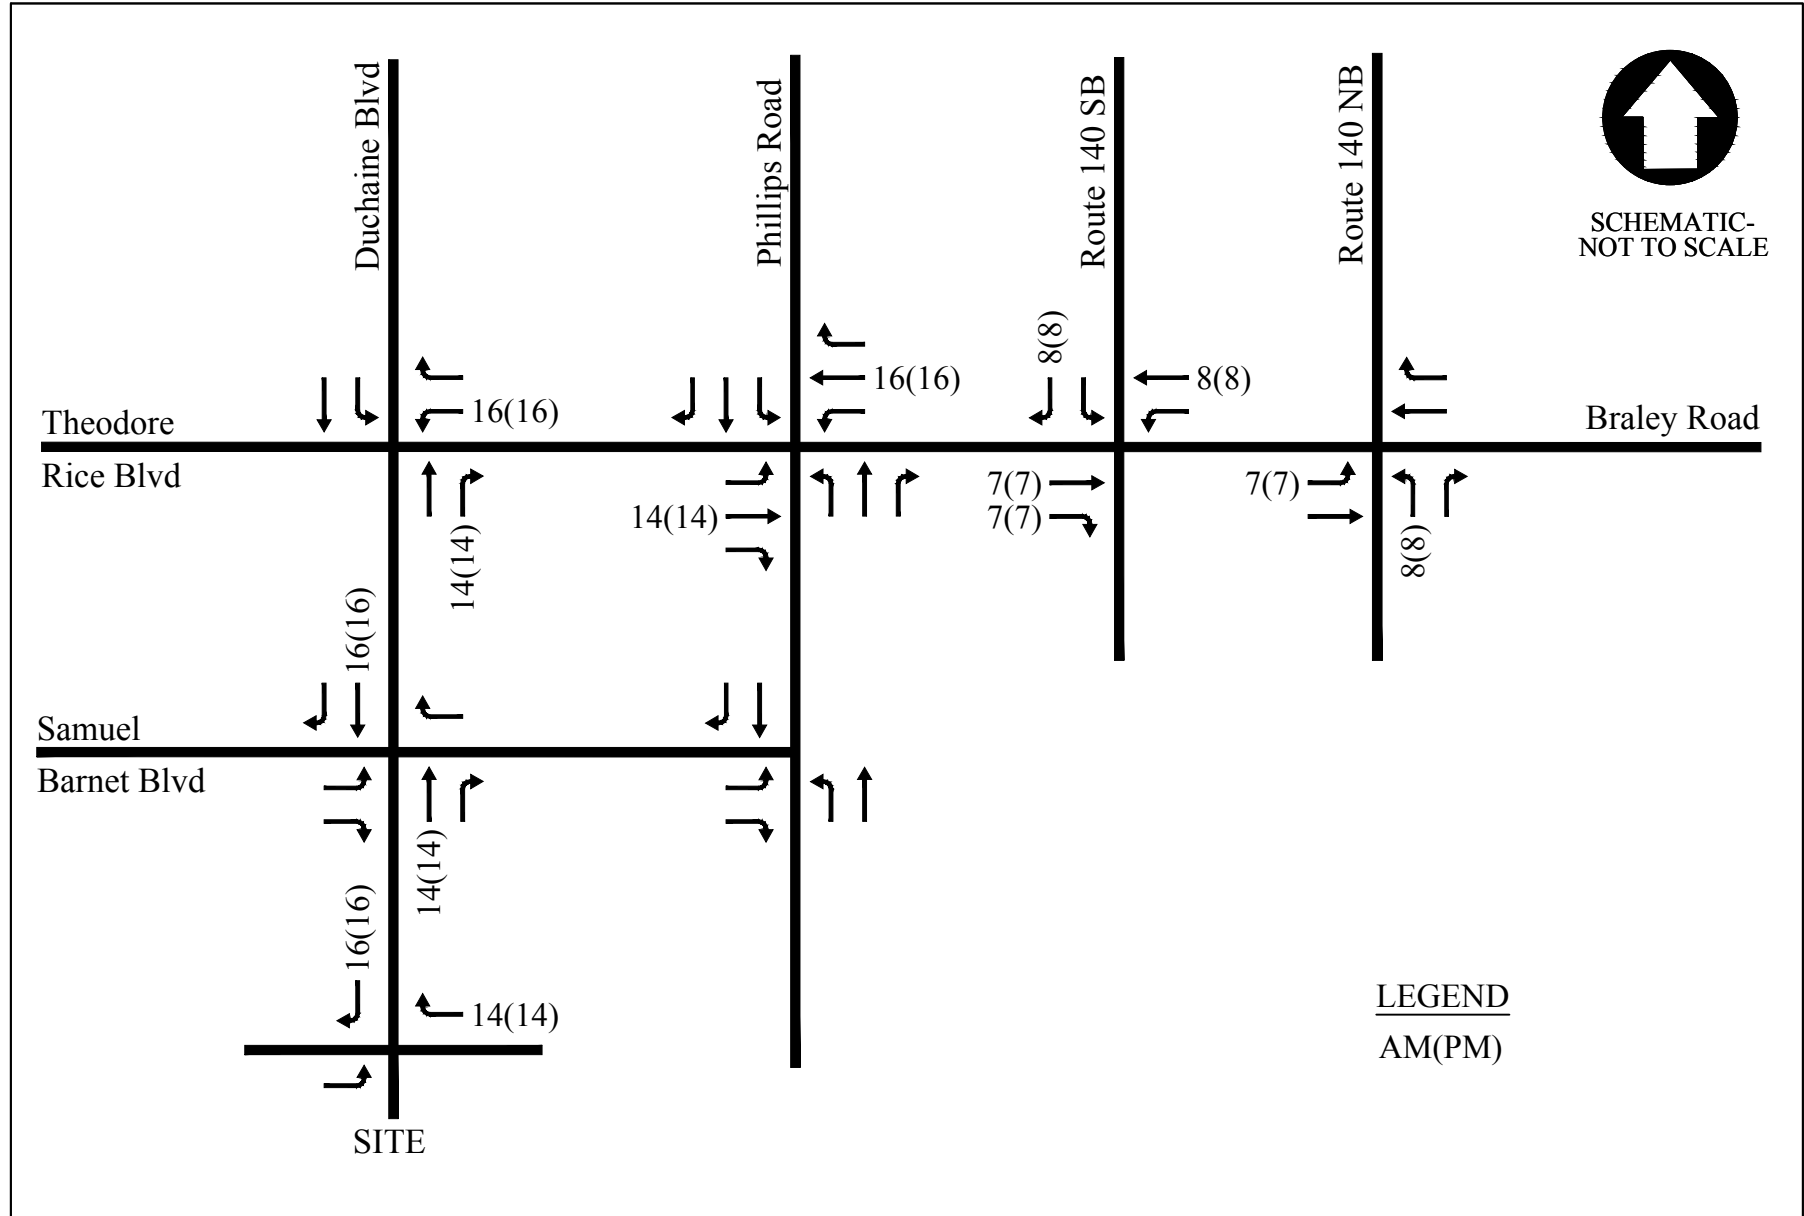 Duchaine Blvd
Phillips Road
Route 140 SB
Route 140 NB
SCHEMATIC-
NOT TO SCALE
8(8)
16(16)
16(16)
8(8)
Theodore
Rice Blvd
Braley Road
14(14)
14(14)
7(7)
7(7)
7(7)
8(8)
16(16)
Samuel
Barnet Blvd
14(14)
16(16)
14(14)
LEGEND
AM(PM)
SITE